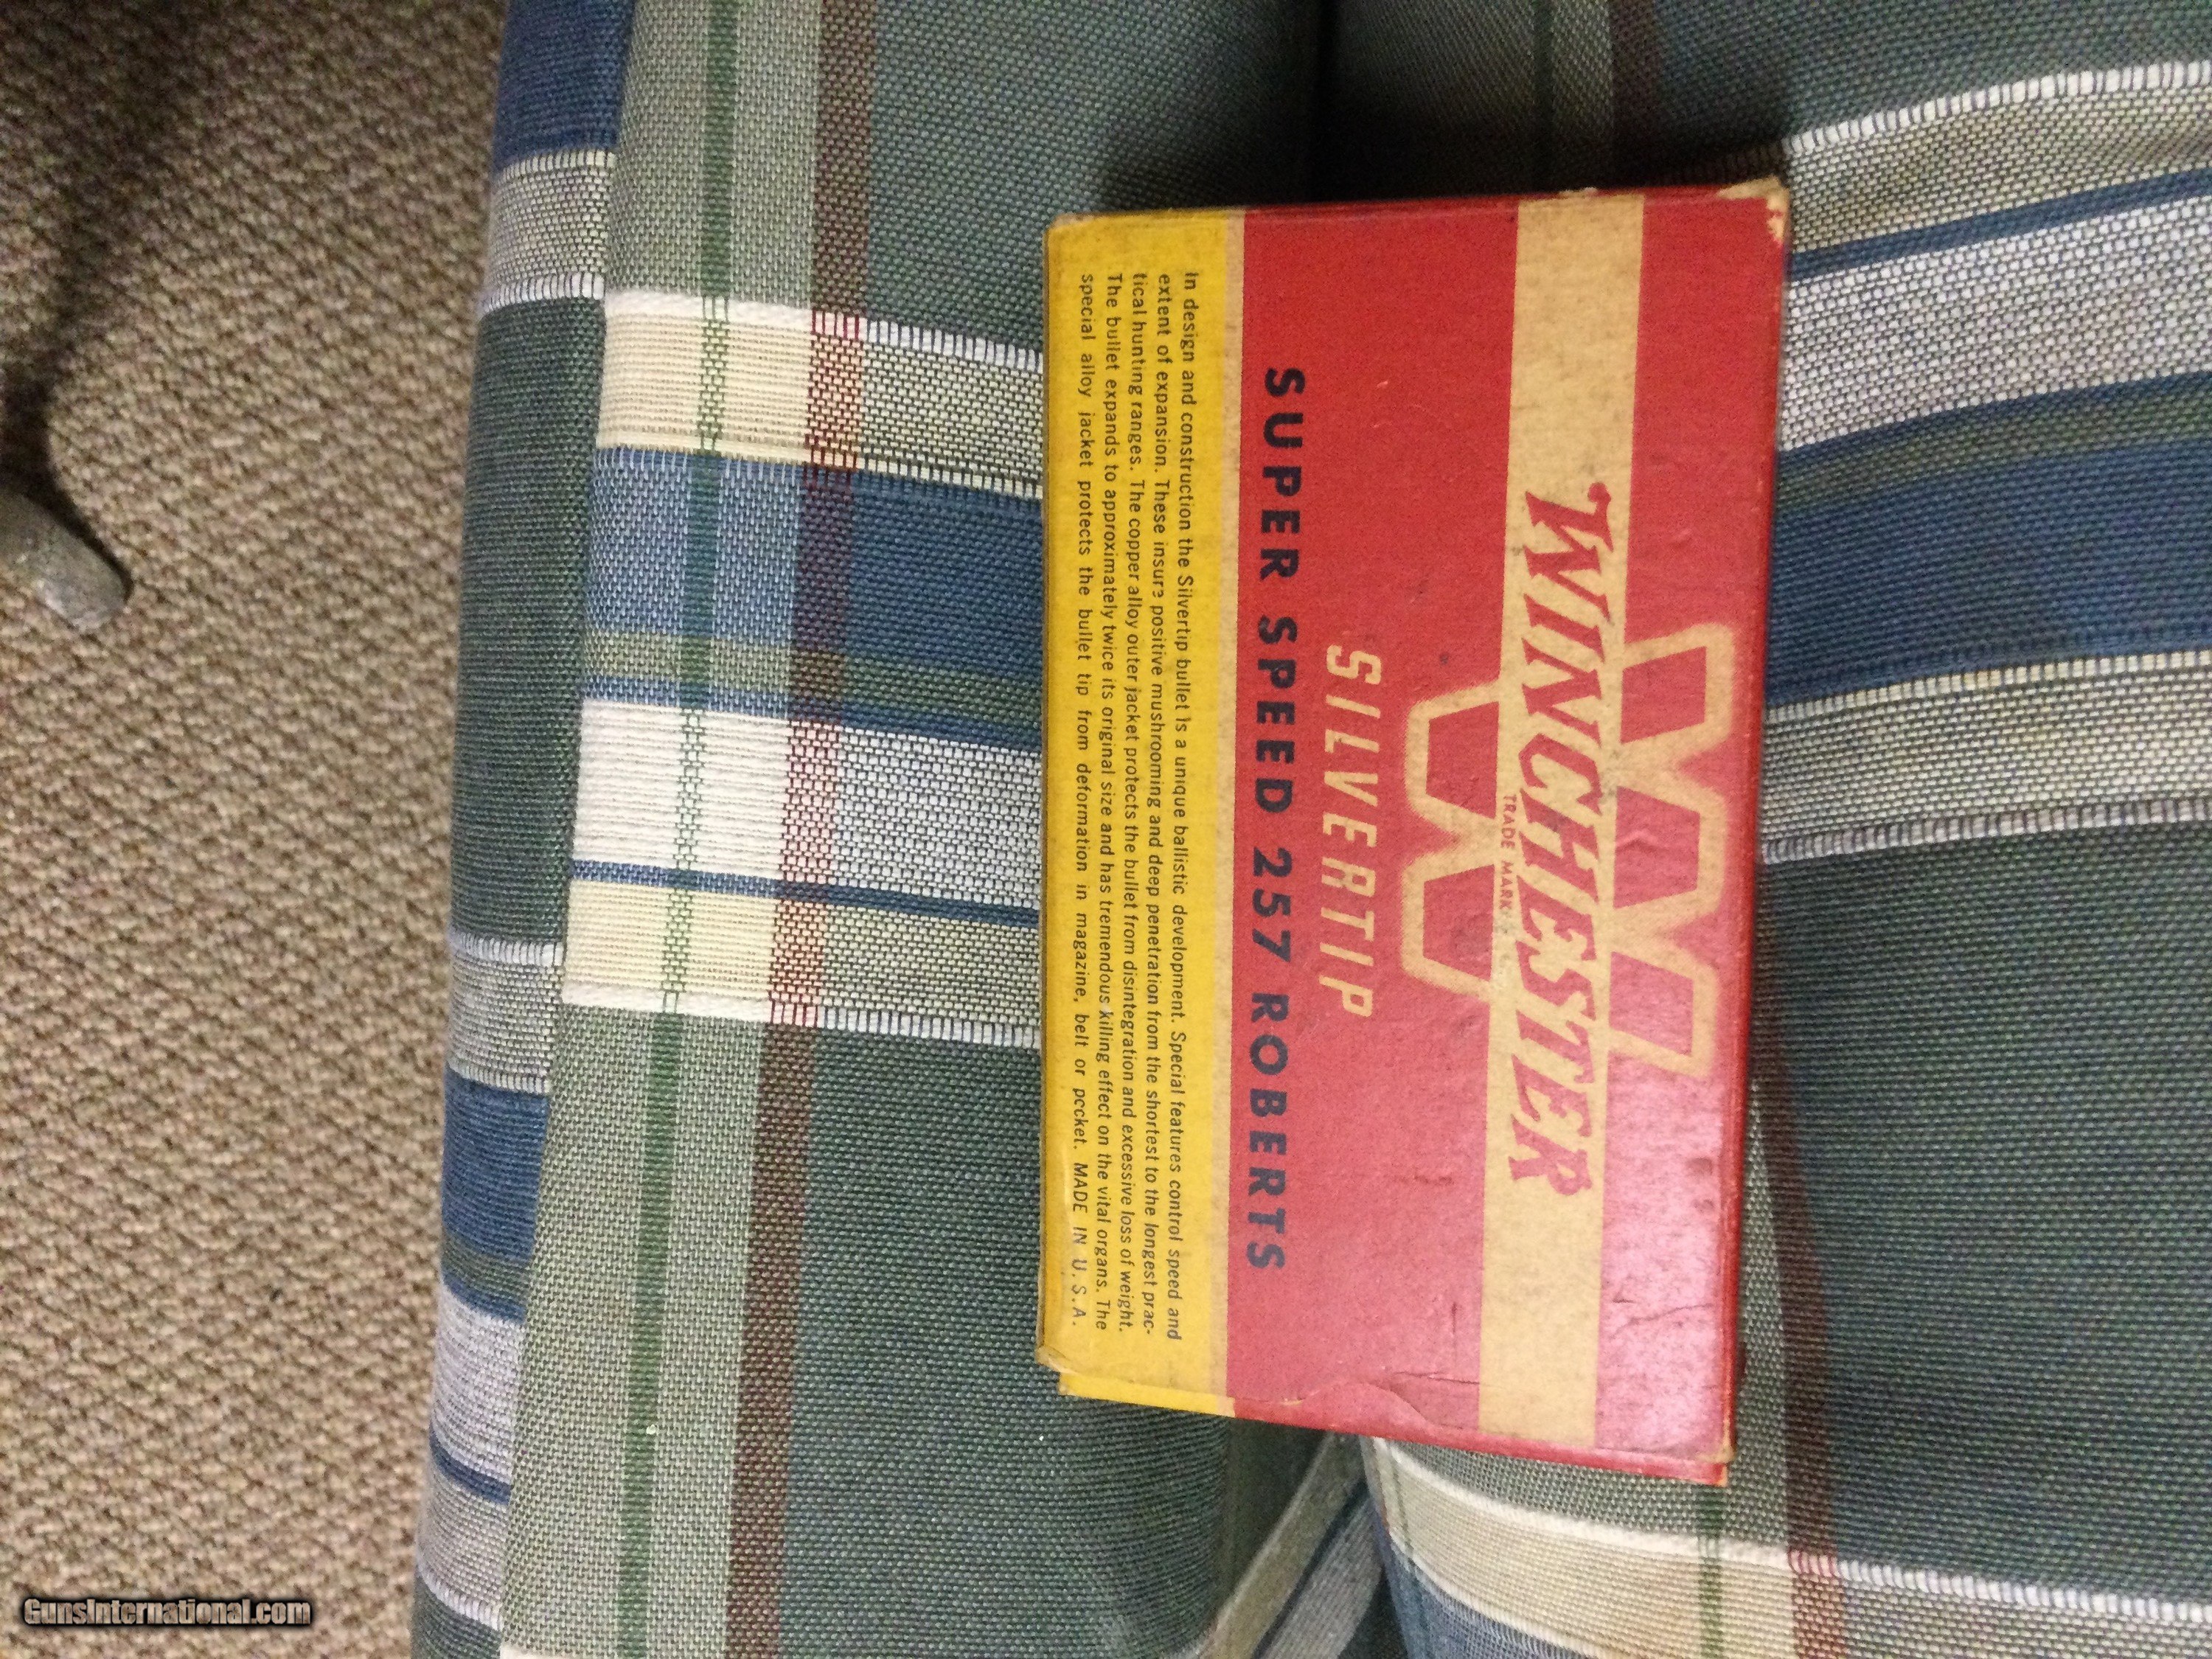 WINCHESTER
TRADE MARK
SILVERTIP
SUPER SPEED 257 ROBERTS
In design and construction the Silvertip bullet is a unique ballistic development. Special features control speed and
extent of expansion. These insure positive mushrooming and deep penetration from the shortest to the longest prac-
tical hunting ranges. The copper alloy outer jacket protects the bullet from disintegration and excessive loss of weight.
The bullet expands to approximately twice its original size and has tremendous killing effect on the vital organs. The
special alloy jacket protects the bullet tip from deformation in magazine, belt or pocket. MADE IN U.S.A.
GunsInternational.com